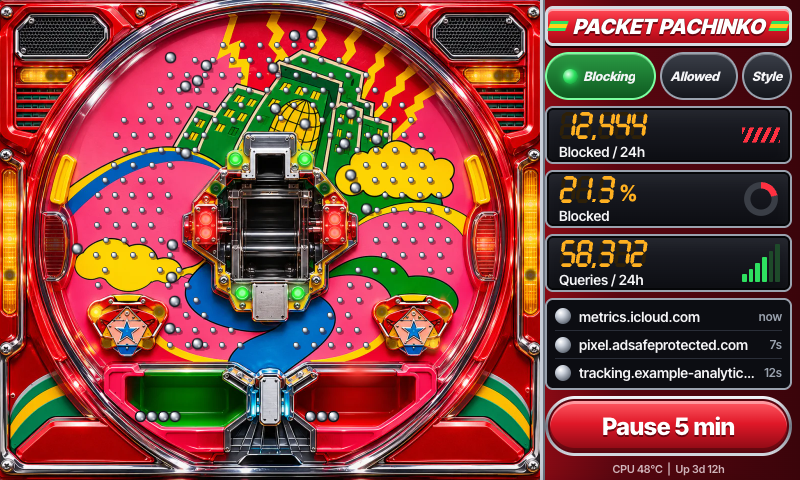 PACKET PACHINKO
Blocking
Allowed
Style
12,444
Blocked / 24h
21.3 %
Blocked
58,372
Queries / 24h
metrics.icloud.com now
pixel.adsafeprotected.com 7s
tracking.example-analytic... 12s
Pause 5 min
CPU 48°C | Up 3d 12h